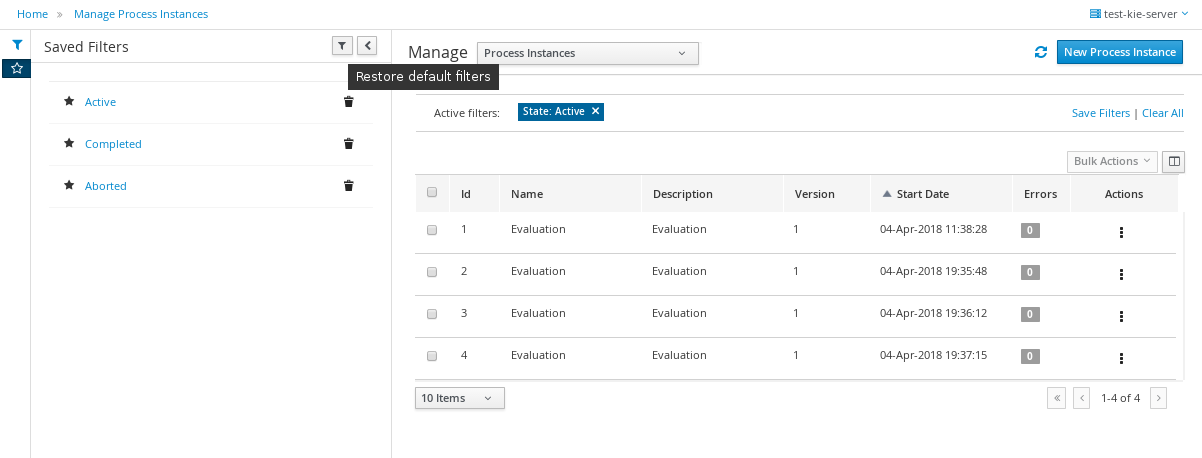 Home » Manage Process Instances
test-kie-server
Saved Filters
Restore default filters
Active
Completed
Aborted
Manage Process Instances
New Process Instance
Active filters: State: Active ×
Save Filters | Clear All
Bulk Actions
Id Name Description Version Start Date Errors Actions
1 Evaluation Evaluation 1 04-Apr-2018 11:38:28 0
2 Evaluation Evaluation 1 04-Apr-2018 19:35:48 0
3 Evaluation Evaluation 1 04-Apr-2018 19:36:12 0
4 Evaluation Evaluation 1 04-Apr-2018 19:37:15 0
10 Items
1-4 of 4